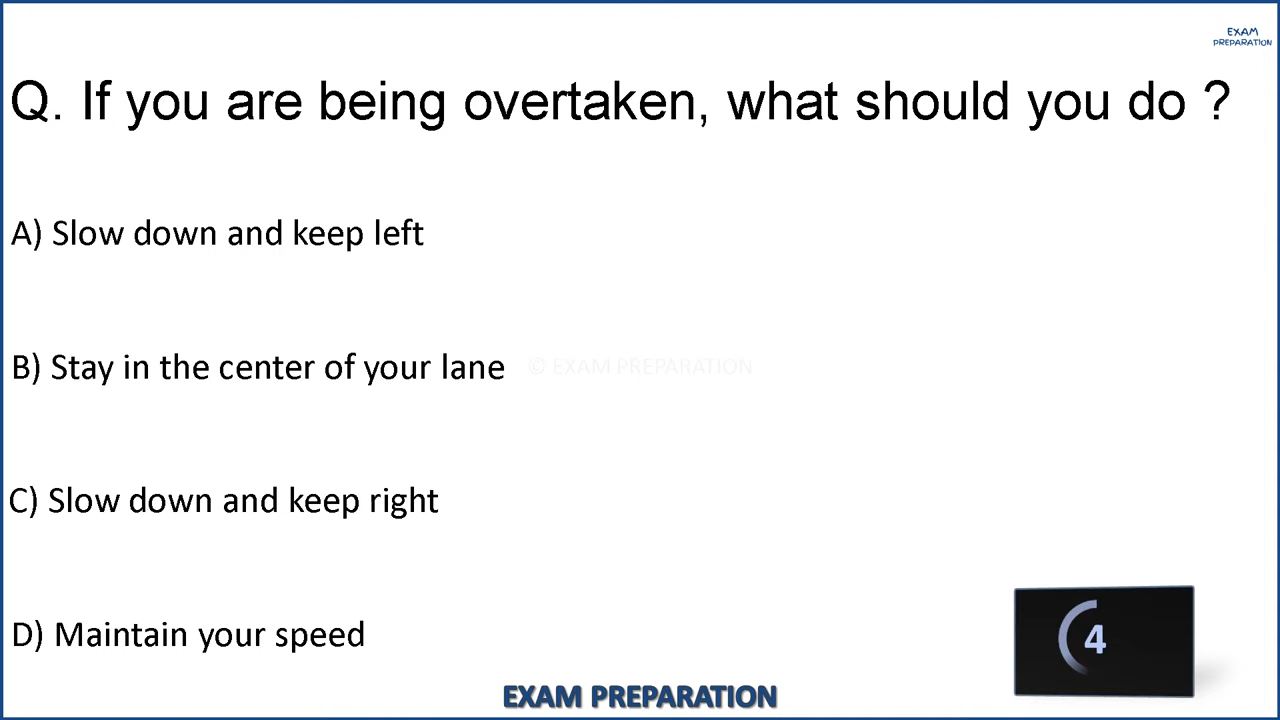 EXAM
PREPARATION
Q. If you are being overtaken, what should you do ?
A) Slow down and keep left
B) Stay in the center of your lane
© EXAM PREPARATION
C) Slow down and keep right
D) Maintain your speed
4
EXAM PREPARATION